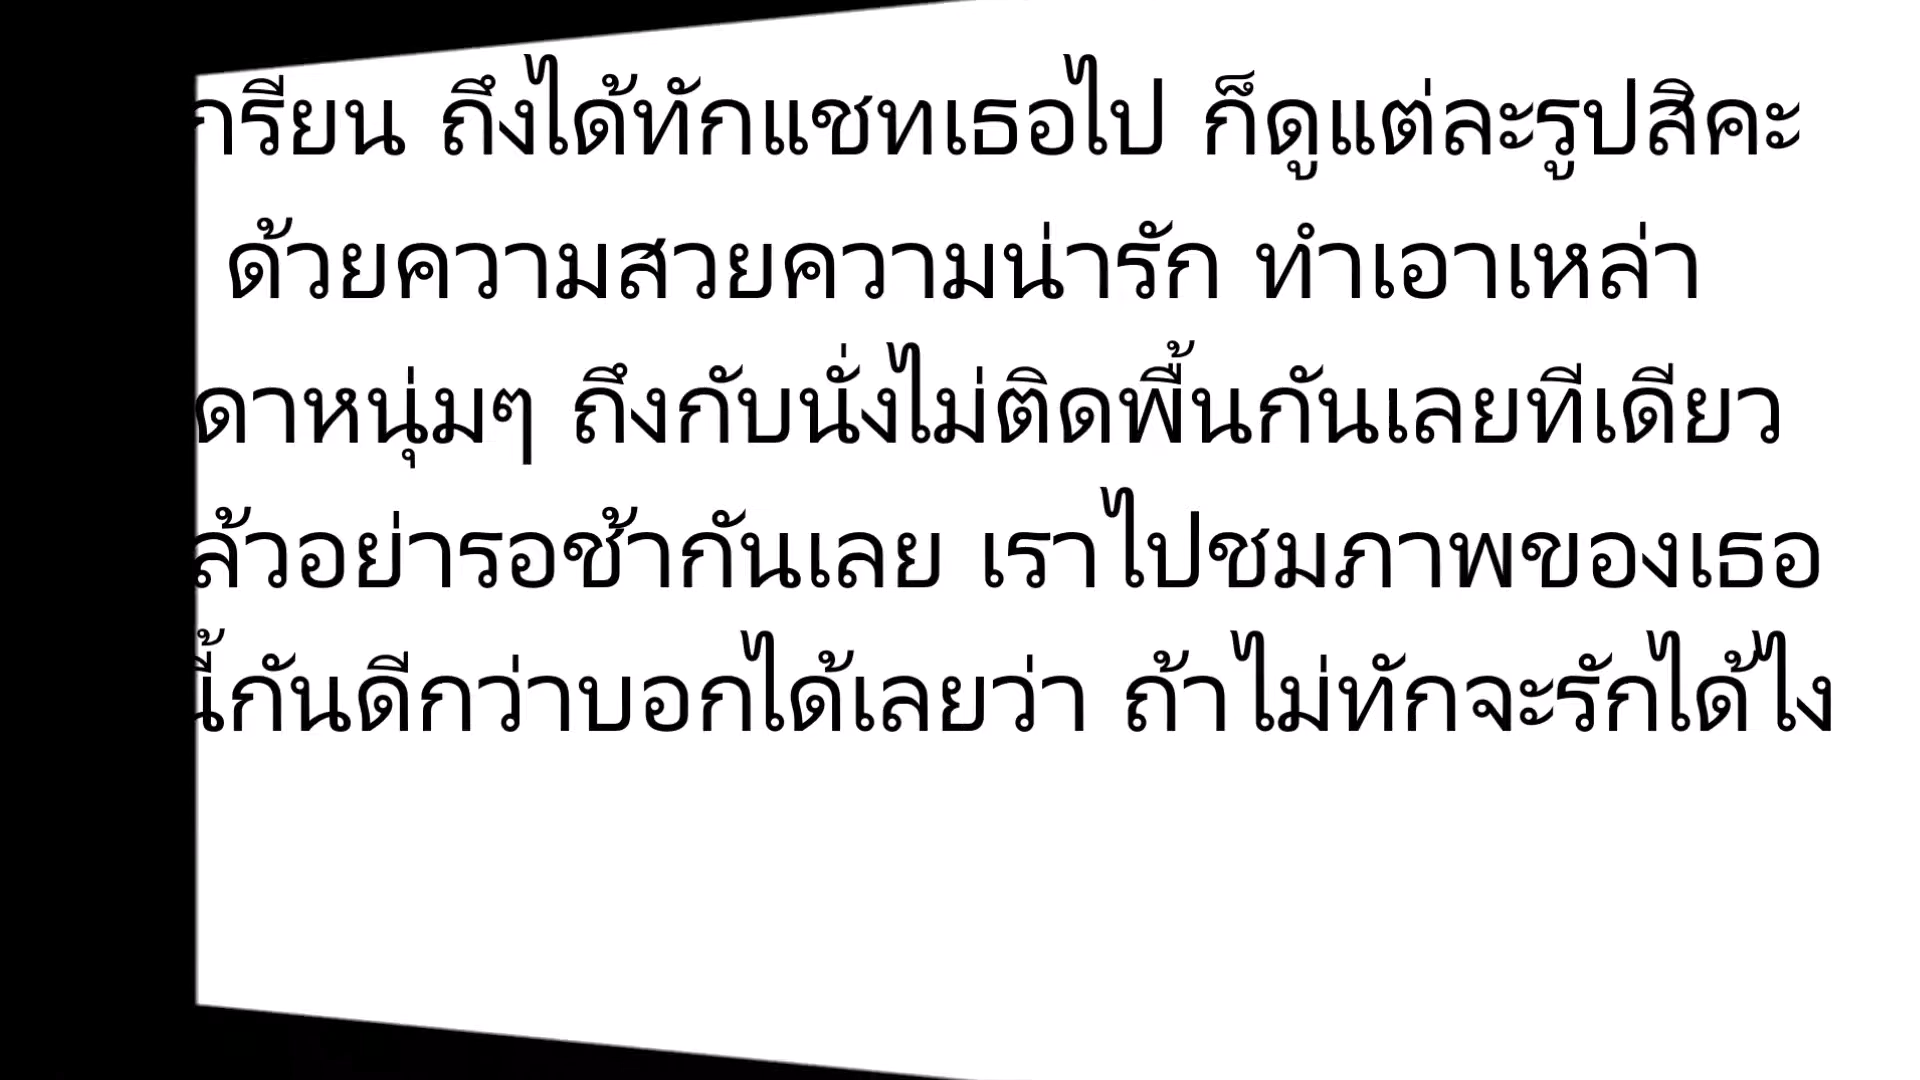 กรียน ถึงได้ทักแชทเธอไป ก็ดูแต่ละรูปสิคะ
ด้วยความสวยความน่ารัก ทำเอาเหล่า
ดาหนุ่มๆ ถึงกับนั่งไม่ติดพื้นกันเลยทีเดียว
ล้วอย่ารอช้ากันเลย เราไปชมภาพของเธอ
นี้กันดีกว่าบอกได้เลยว่า ถ้าไม่ทักจะรักได้ไง